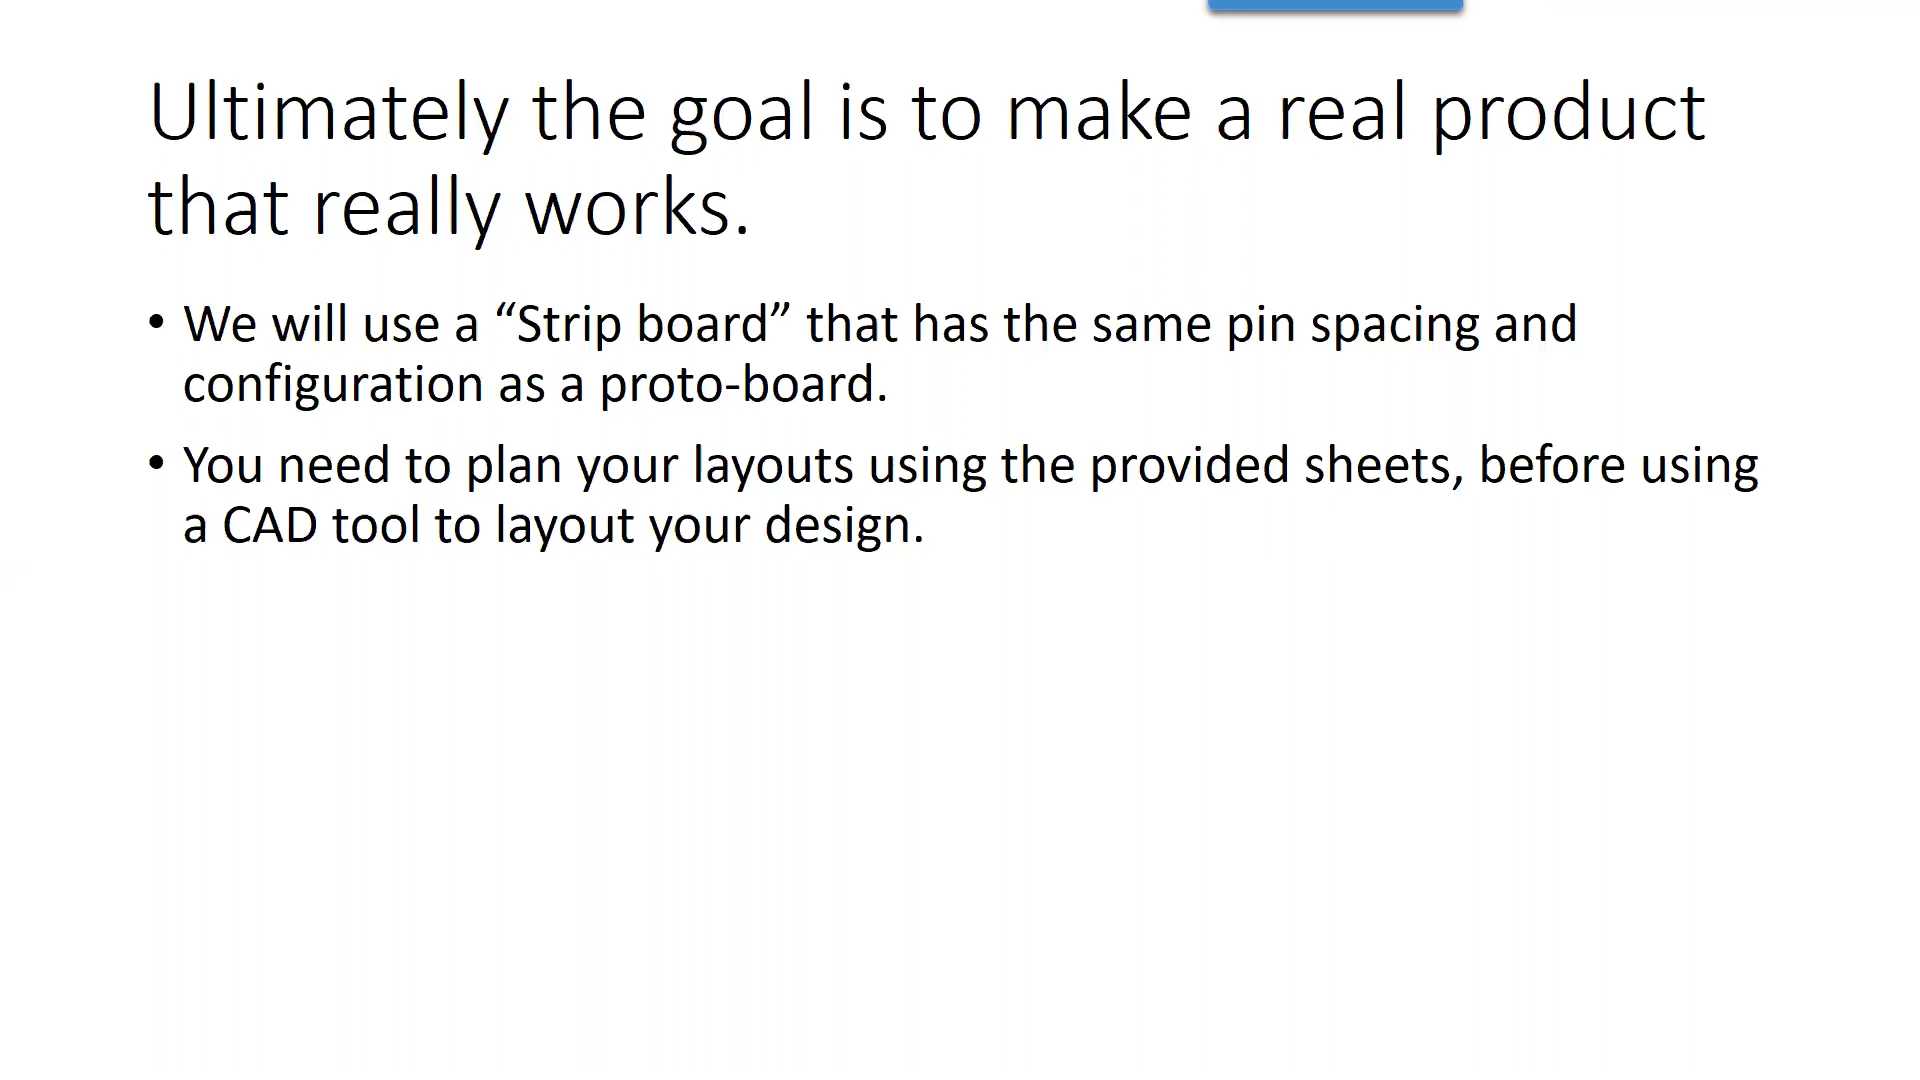 Ultimately the goal is to make a real product
that really works.
• We will use a “Strip board” that has the same pin spacing and
configuration as a proto-board.
• You need to plan your layouts using the provided sheets, before using
a CAD tool to layout your design.